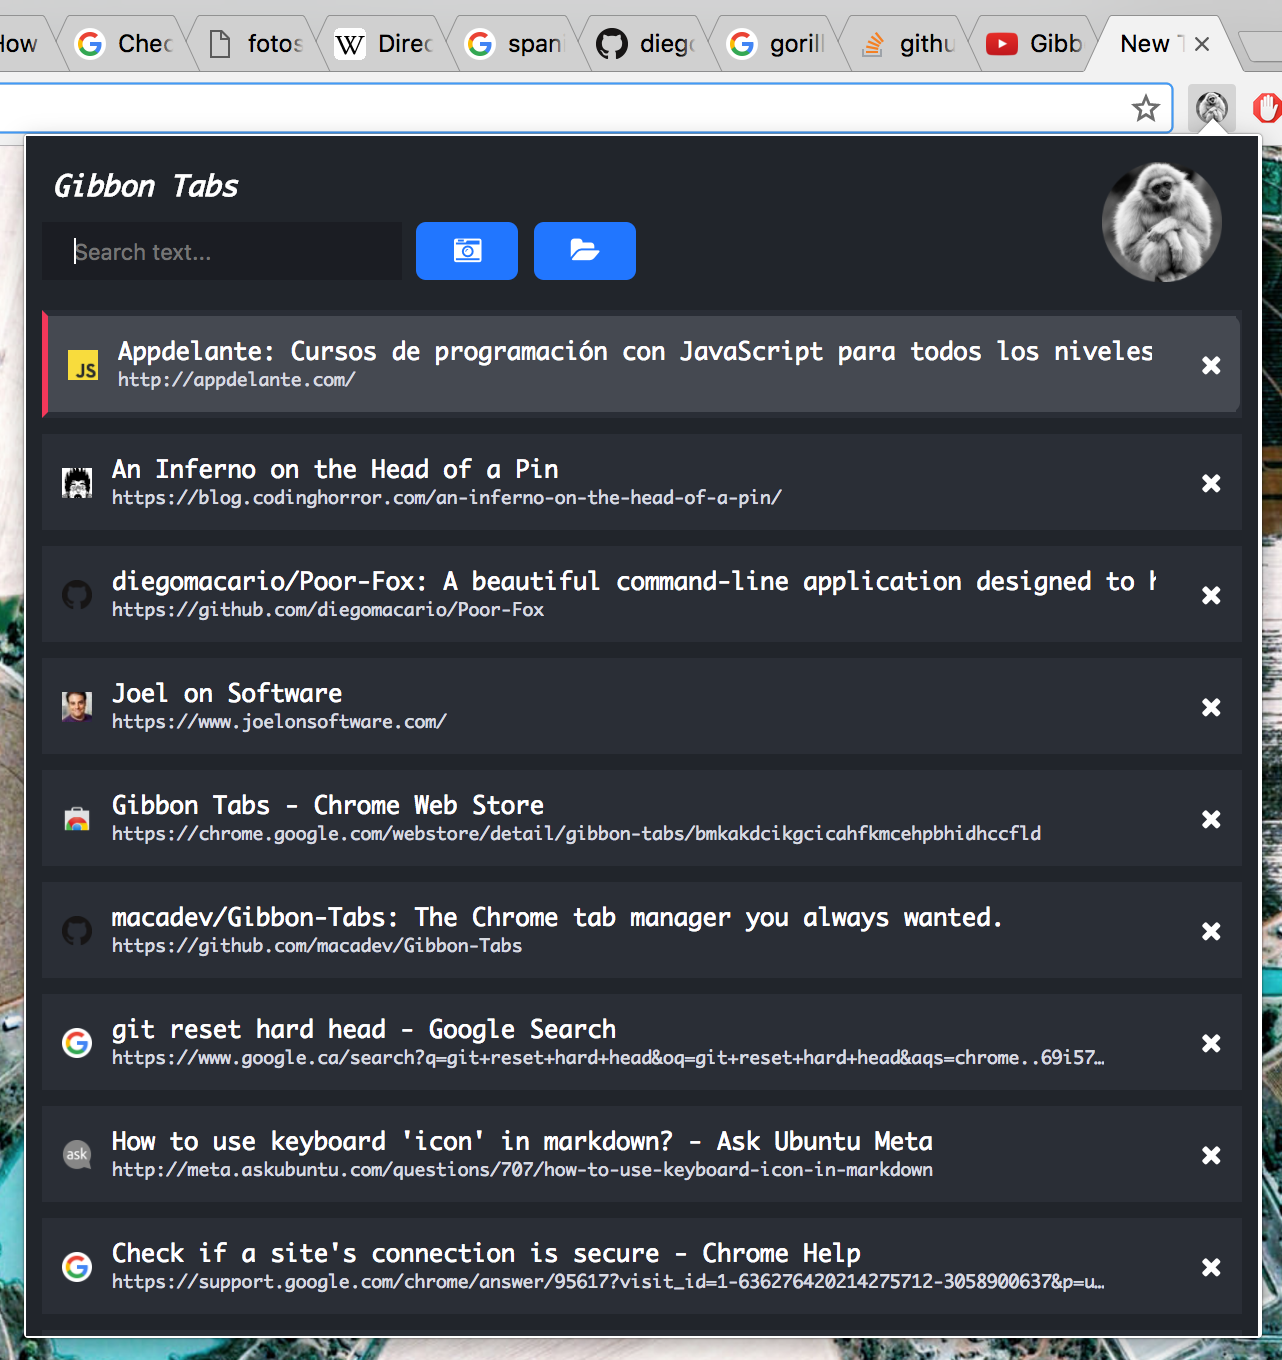 How
Chec
fotos
W
Direc
spani
diego
gorill
githu
Gibb
New T
Gibbon Tabs
Search text...
JS
Appdelante: Cursos de programación con JavaScript para todos los niveles
http://appdelante.com/
An Inferno on the Head of a Pin
https://blog.codinghorror.com/an-inferno-on-the-head-of-a-pin/
diegomacario/Poor-Fox: A beautiful command-line application designed to h
https://github.com/diegomacario/Poor-Fox
Joel on Software
https://www.joelonsoftware.com/
Gibbon Tabs - Chrome Web Store
https://chrome.google.com/webstore/detail/gibbon-tabs/bmkakdcikgcicahfkmcehpbhidhccfld
macadev/Gibbon-Tabs: The Chrome tab manager you always wanted.
https://github.com/macadev/Gibbon-Tabs
git reset hard head - Google Search
https://www.google.ca/search?q=git+reset+hard+head&oq=git+reset+hard+head&aqs=chrome..69i57…
ask
How to use keyboard 'icon' in markdown? - Ask Ubuntu Meta
http://meta.askubuntu.com/questions/707/how-to-use-keyboard-icon-in-markdown
Check if a site's connection is secure - Chrome Help
https://support.google.com/chrome/answer/95617?visit_id=1-636276420214275712-3058900637&p=u…